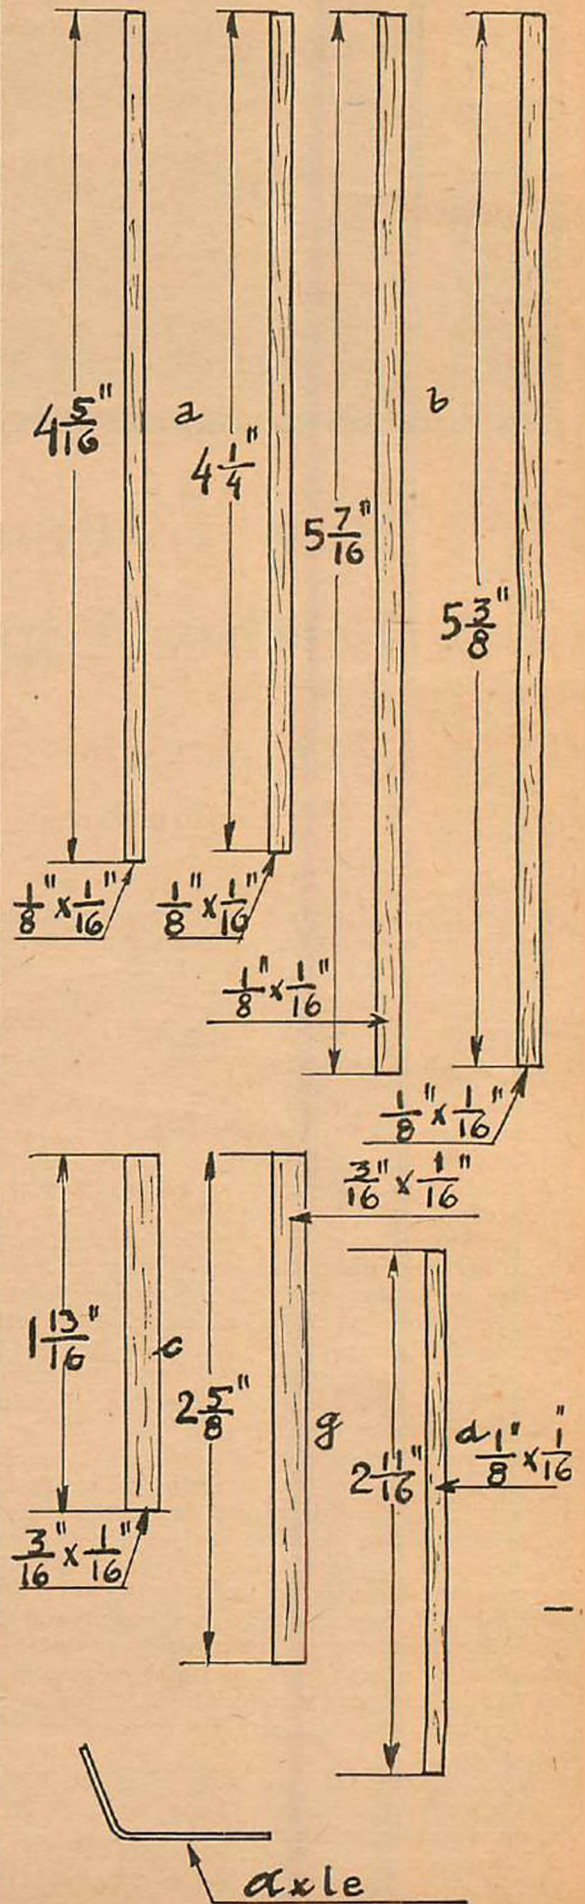 4 5/16"
a
4 1/4"
5 7/16"
b
5 3/8"
1/8" x 1/16"
1/8" x 1/16"
1/8" x 1/16"
1/8" x 1/16"
3/16" x 1/16"
1 13/16"
c
2 5/8"
g
2 11/16"
d 1/8" x 1/16"
3/16" x 1/16"
axle